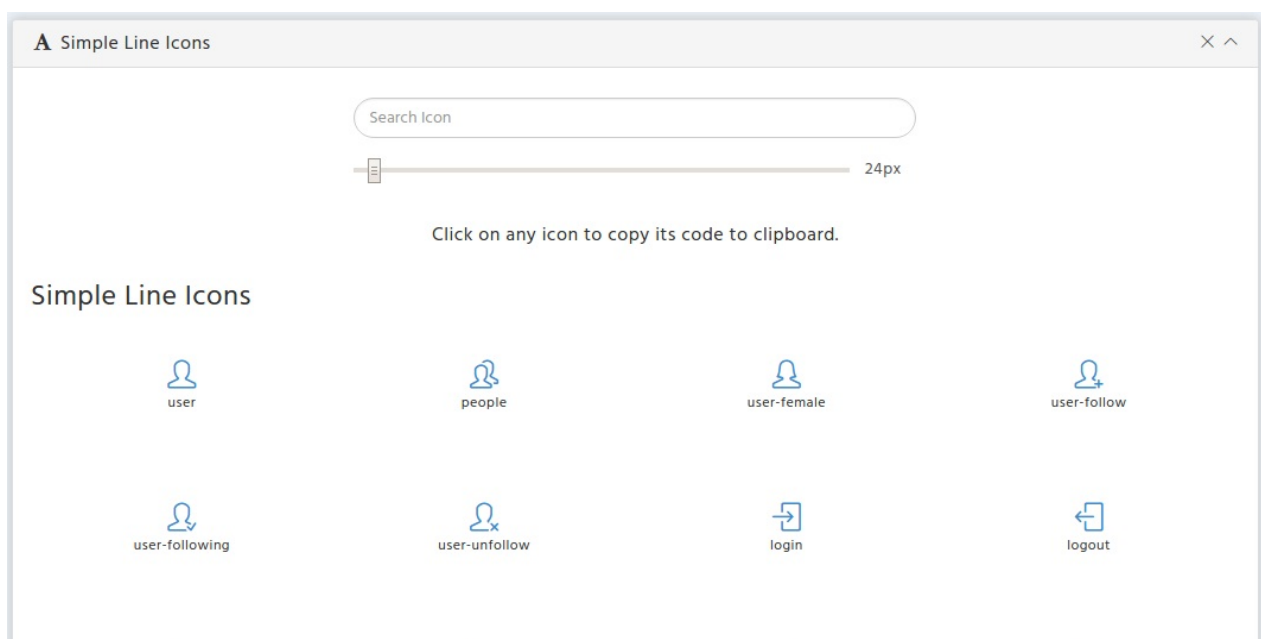 A Simple Line Icons
Search Icon
24px
Click on any icon to copy its code to clipboard.
Simple Line Icons
user
people
user-female
user-follow
user-following
user-unfollow
login
logout